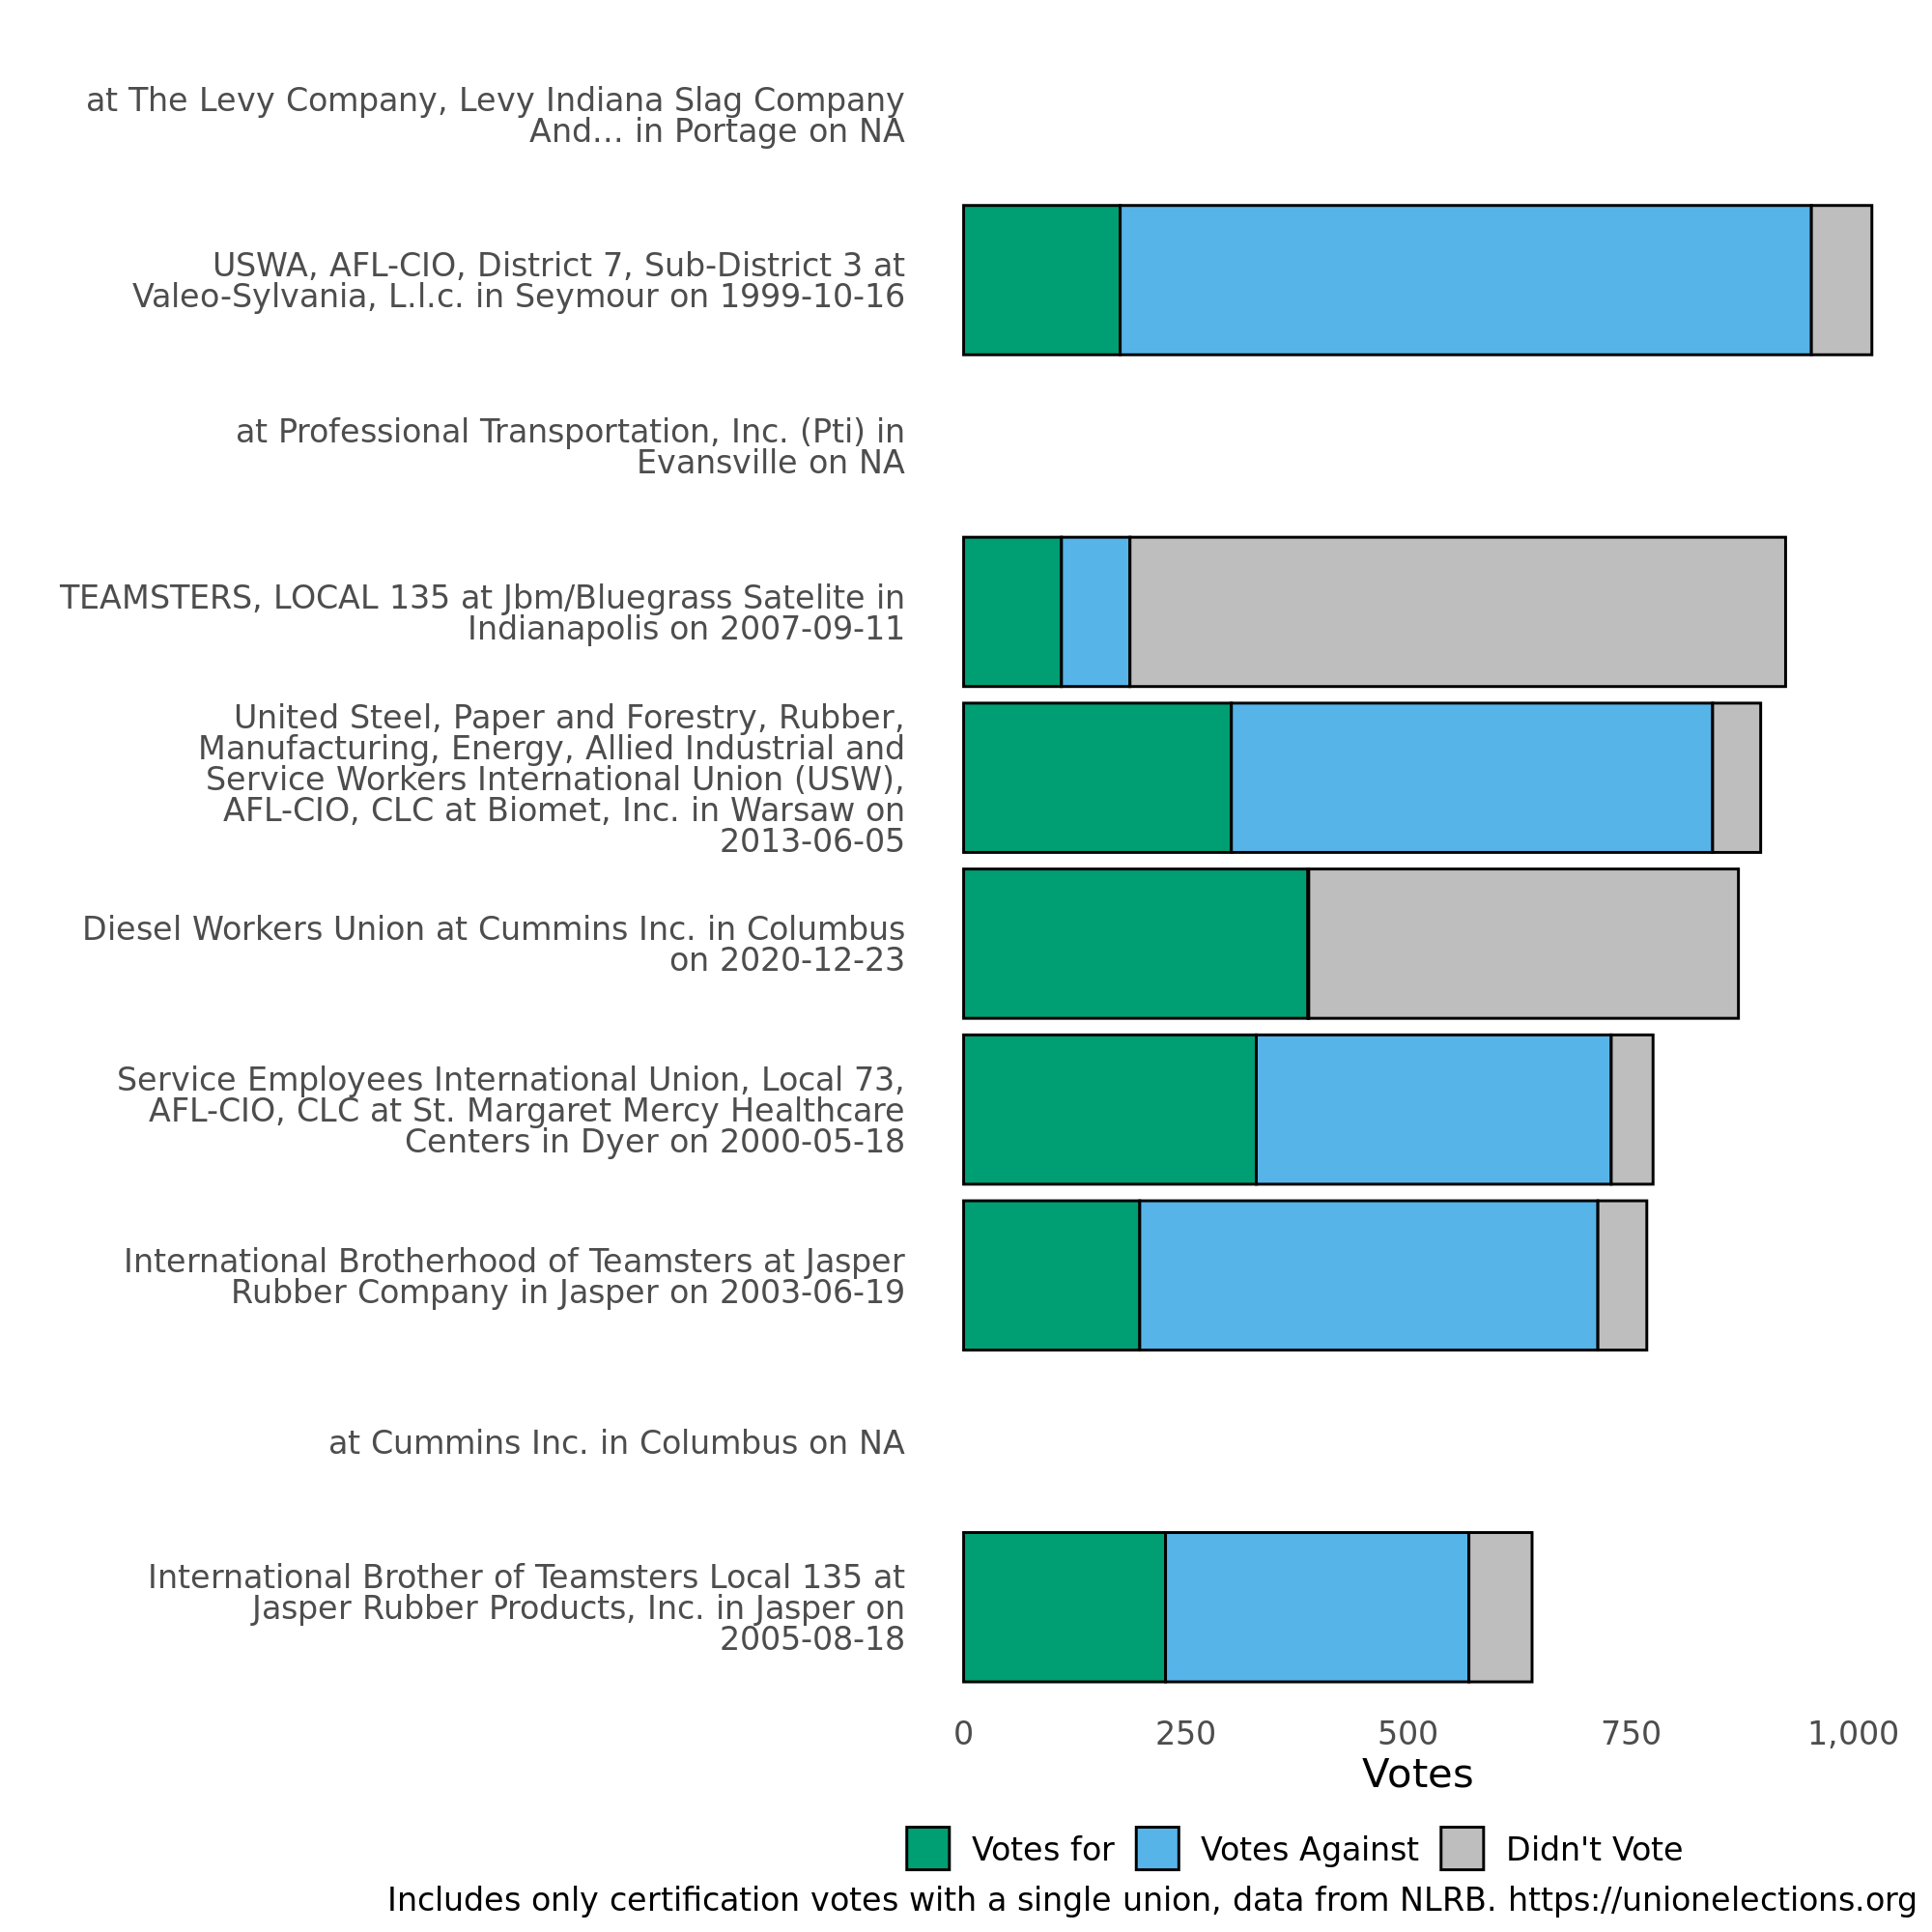 at The Levy Company, Levy Indiana Slag Company
And... in Portage on NA
USWA, AFL-CIO, District 7, Sub-District 3 at
Valeo-Sylvania, L.l.c. in Seymour on 1999-10-16
at Professional Transportation, Inc. (Pti) in
Evansville on NA
TEAMSTERS, LOCAL 135 at Jbm/Bluegrass Satelite in
Indianapolis on 2007-09-11
United Steel, Paper and Forestry, Rubber,
Manufacturing, Energy, Allied Industrial and
Service Workers International Union (USW),
AFL-CIO, CLC at Biomet, Inc. in Warsaw on
2013-06-05
Diesel Workers Union at Cummins Inc. in Columbus
on 2020-12-23
Service Employees International Union, Local 73,
AFL-CIO, CLC at St. Margaret Mercy Healthcare
Centers in Dyer on 2000-05-18
International Brotherhood of Teamsters at Jasper
Rubber Company in Jasper on 2003-06-19
at Cummins Inc. in Columbus on NA
International Brother of Teamsters Local 135 at
Jasper Rubber Products, Inc. in Jasper on
2005-08-18
0 250 500 750 1,000
Votes
Votes for Votes Against Didn't Vote
Includes only certification votes with a single union, data from NLRB. https://unionelections.org